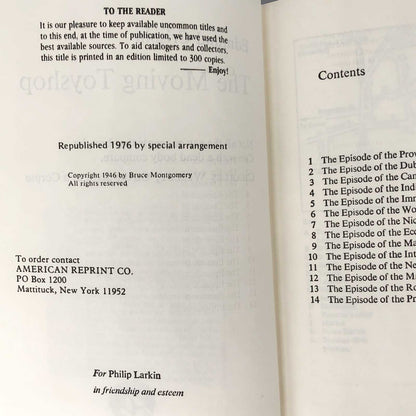 TO THE READER
It is our pleasure to keep available uncommon titles and
to this end, at the time of publication, we have used the
best available sources. To aid catalogers and collectors,
this title is printed in an edition limited to 300 copies.
—— Enjoy!
The Moving Toyshop
Republished 1976 by special arrangement
Copyright 1946 by Bruce Montgomery
All rights reserved
To order contact
AMERICAN REPRINT CO.
PO Box 1200
Mattituck, New York 11952
For Philip Larkin
in friendship and esteem
Contents
1 The Episode of the Prov
2 The Episode of the Dub
3 The Episode of the Can
4 The Episode of the Ind
5 The Episode of the Imm
6 The Episode of the Wo
7 The Episode of the Nic
8 The Episode of the Ecc
9 The Episode of the Ma
10 The Episode of the Int
11 The Episode of the Ne
12 The Episode of the M
13 The Episode of the Ro
14 The Episode of the Pr